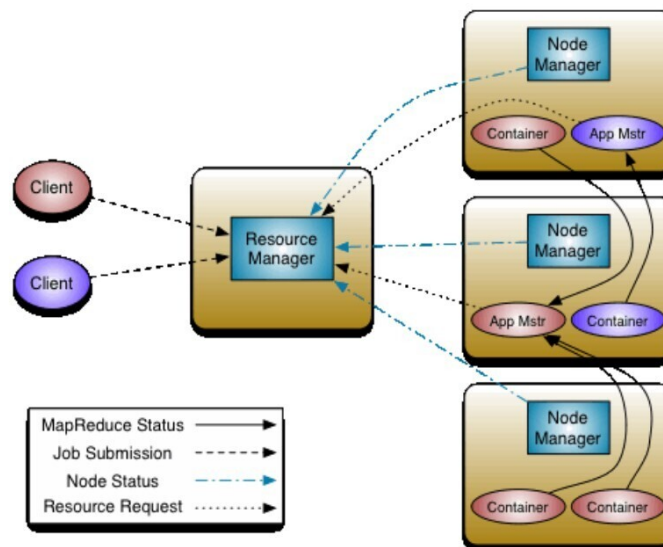 Node
Manager
Container
App Mstr
Client
Resource
Manager
Node
Manager
Client
App Mstr
Container
Node
Manager
MapReduce Status
Job Submission
Node Status
Resource Request
Container
Container